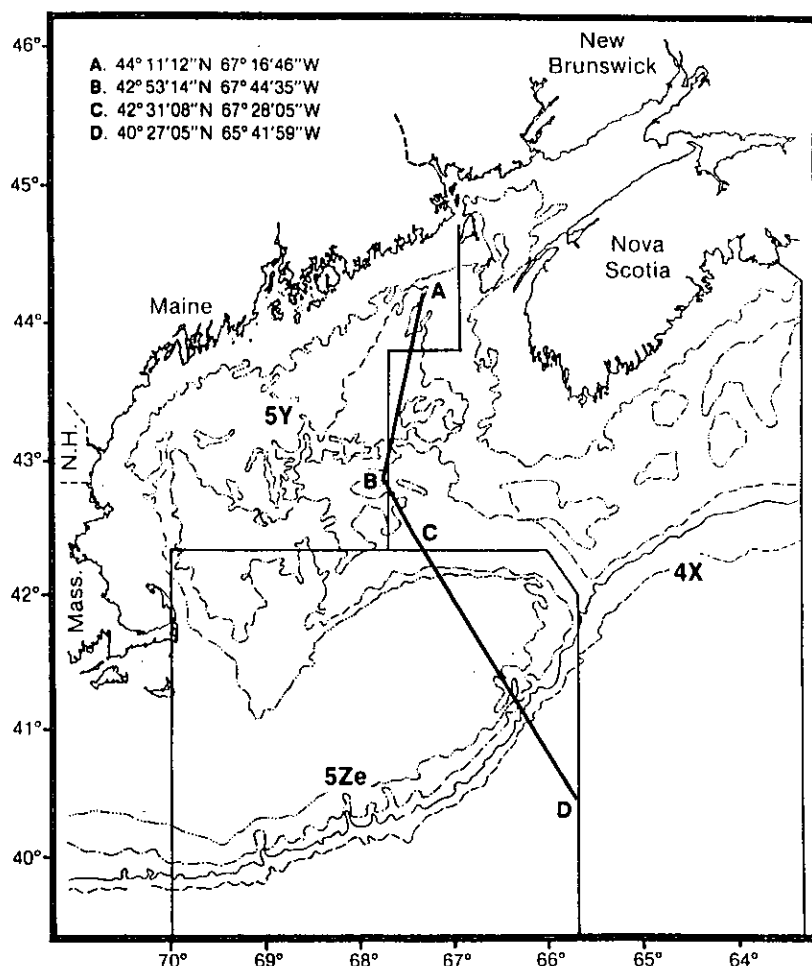 46°
A. 44° 11'12"N 67° 16'46"W
B. 42° 53'14"N 67° 44'35"W
C. 42° 31'08"N 67° 28'05"W
D. 40° 27'05"N 65° 41'59"W
New
Brunswick
45°
Nova
Scotia
A
Maine
44°
5Y
N.H.
43°
B
C
42°
4X
Mass.
41°
5Ze
D
40°
70° 69° 68° 67° 66° 65° 64°